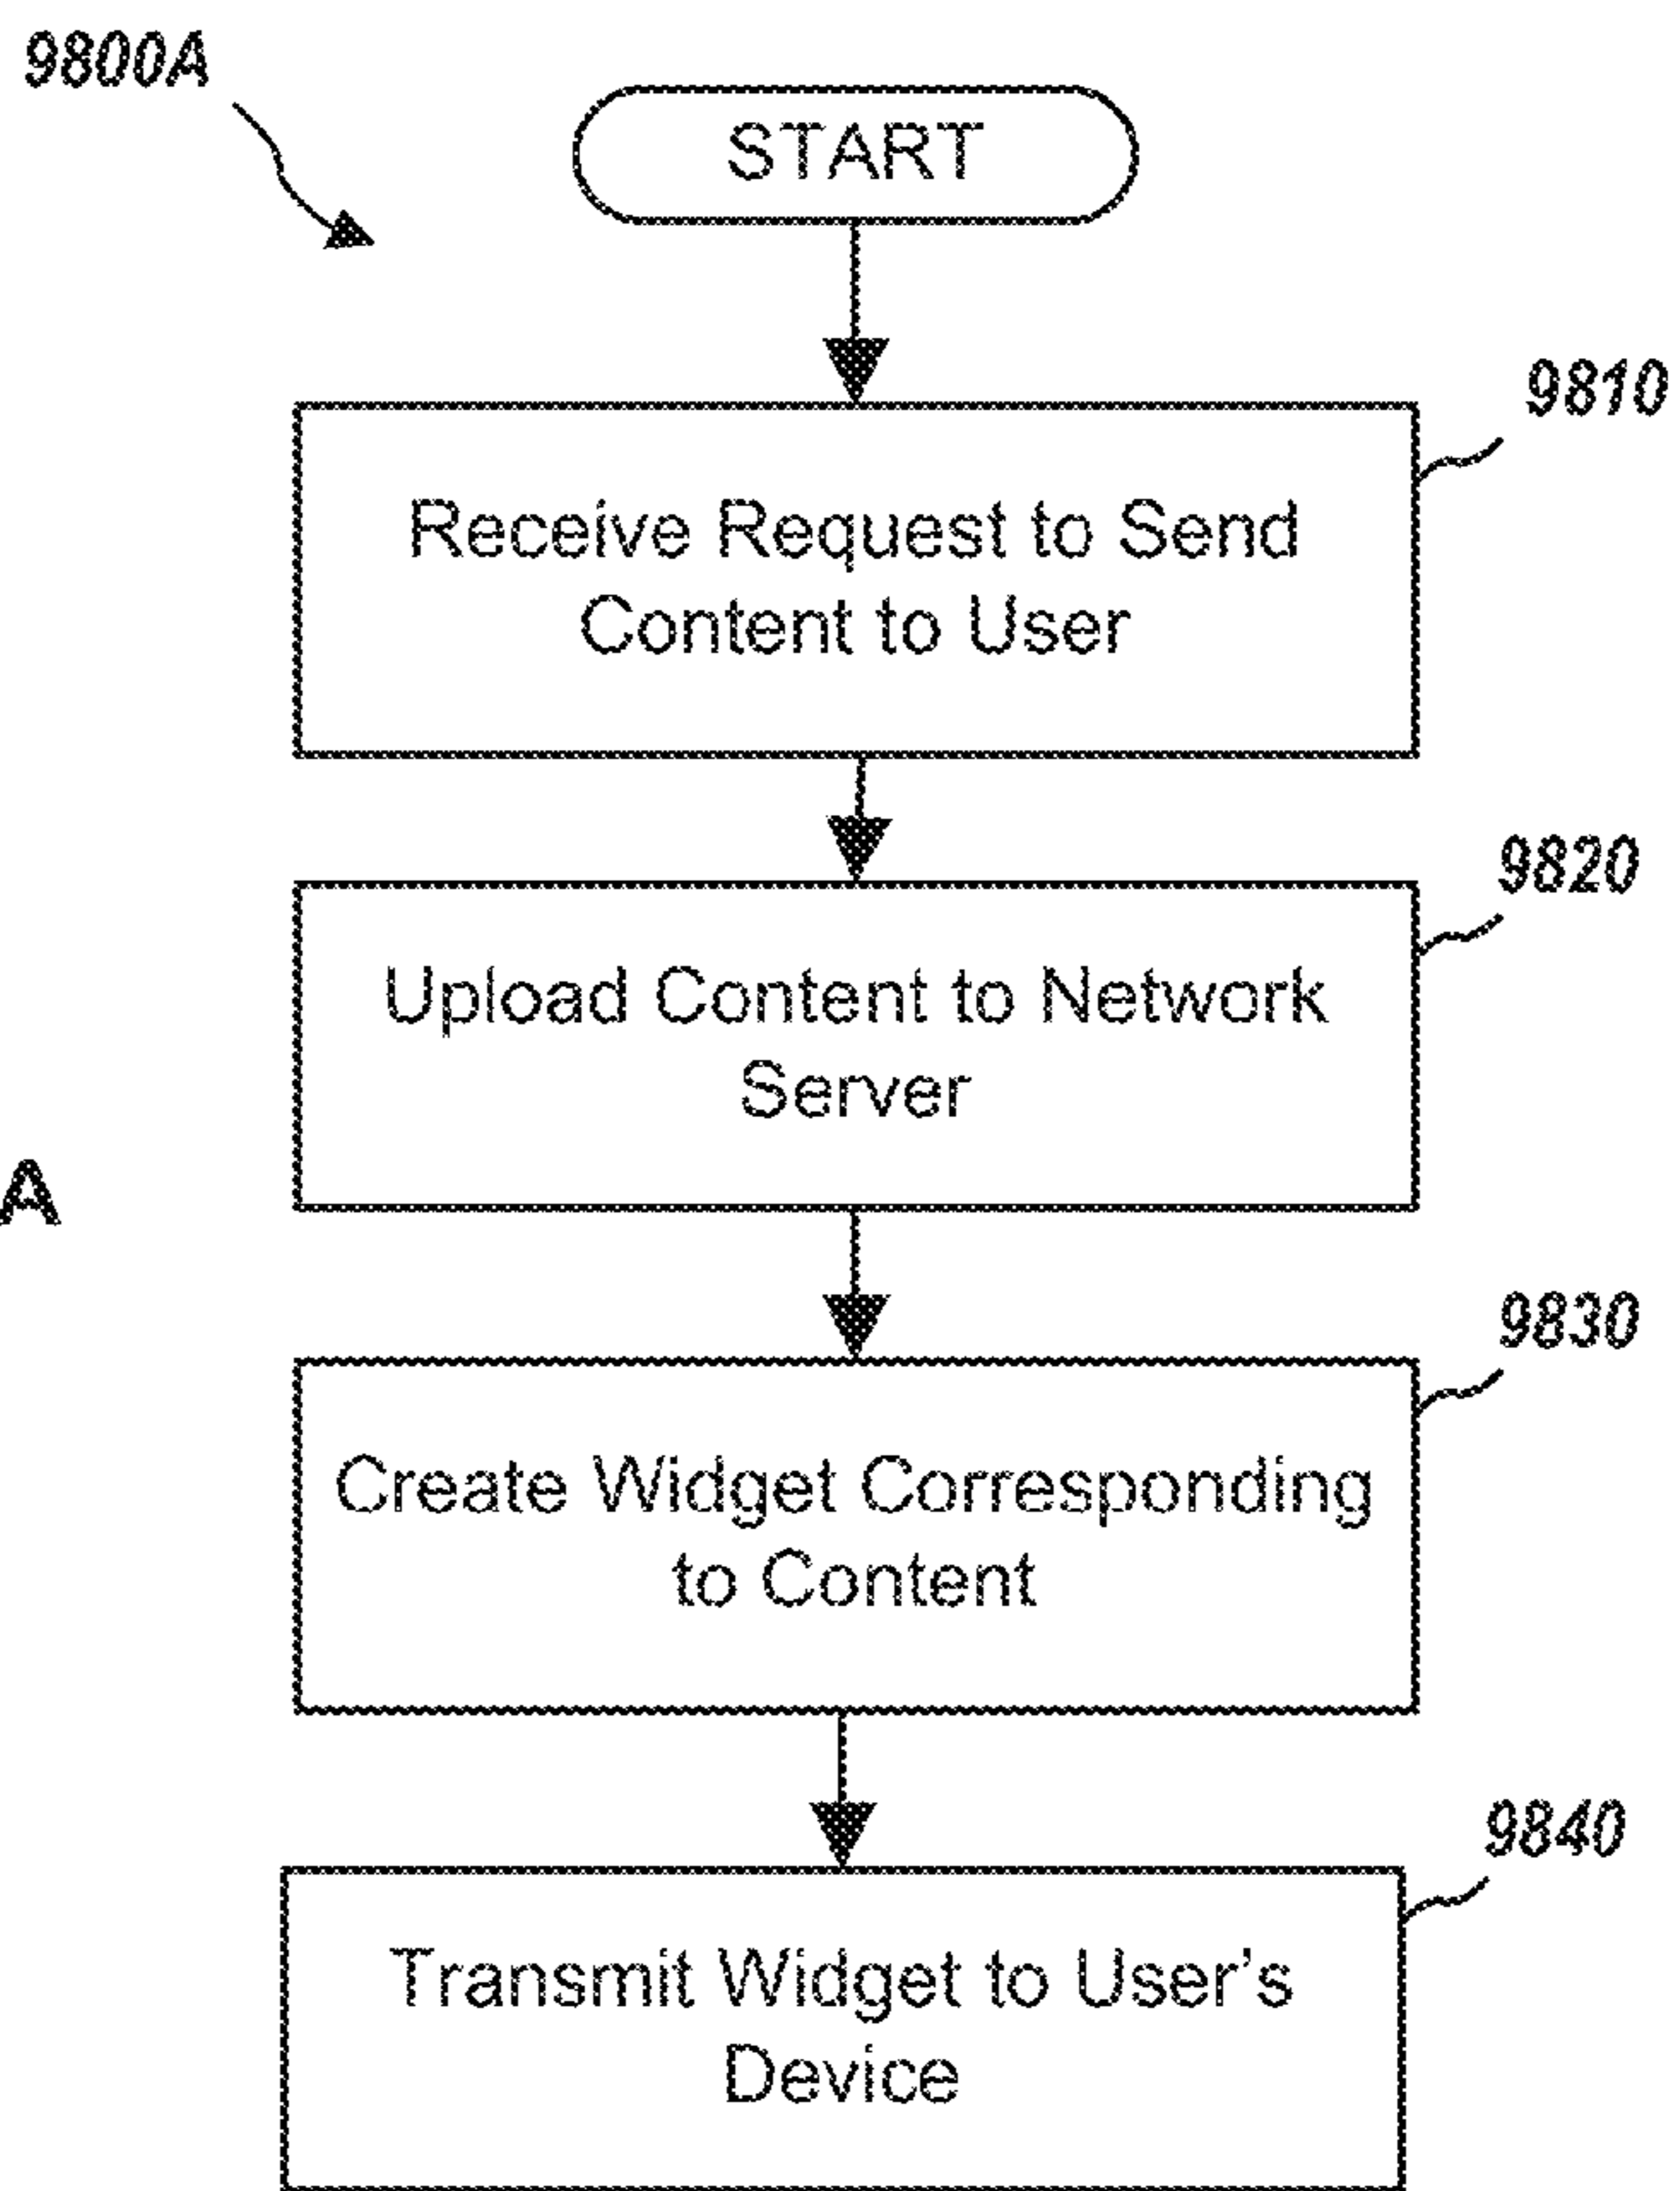 9800A
START
9810
Receive Request to Send
Content to User
9820
Upload Content to Network
Server
A
9830
Create Widget Corresponding
to Content
9840
Transmit Widget to User's
Device